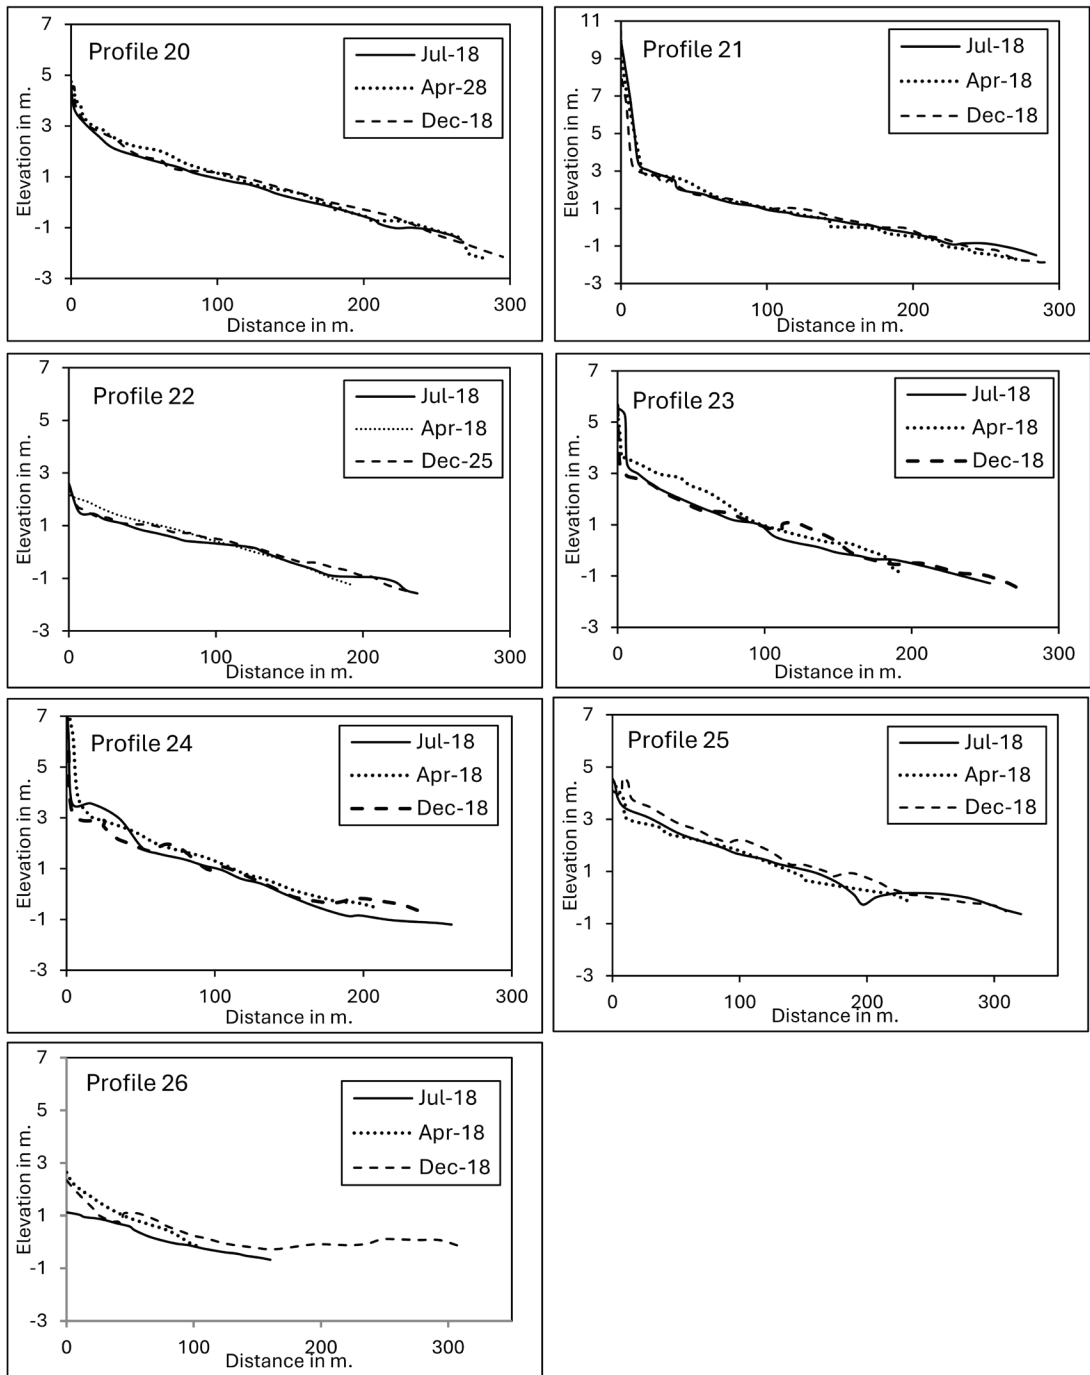 Profile 20
Jul-18
Apr-28
Dec-18
Elevation in m.
7
5
3
1
-1
-3
0 100 200 300
Distance in m.
Profile 21
Jul-18
Apr-18
Dec-18
Elevation in m.
11
9
7
5
3
1
-1
-3
0 100 200 300
Distance in m.
Profile 22
Jul-18
Apr-18
Dec-25
Elevation in m.
7
5
3
1
-1
-3
0 100 200 300
Distance in m.
Profile 23
Jul-18
Apr-18
Dec-18
Elevation in m.
7
5
3
1
-1
-3
0 100 200 300
Distance in m.
Profile 24
Jul-18
Apr-18
Dec-18
Elevation in m.
7
5
3
1
-1
-3
0 100 200 300
Distance in m.
Profile 25
Jul-18
Apr-18
Dec-18
Elevation in m.
7
5
3
1
-1
-3
0 100 200 300
Distance in m.
Profile 26
Jul-18
Apr-18
Dec-18
Elevation in m.
7
5
3
1
-1
-3
0 100 200 300
Distance in m.